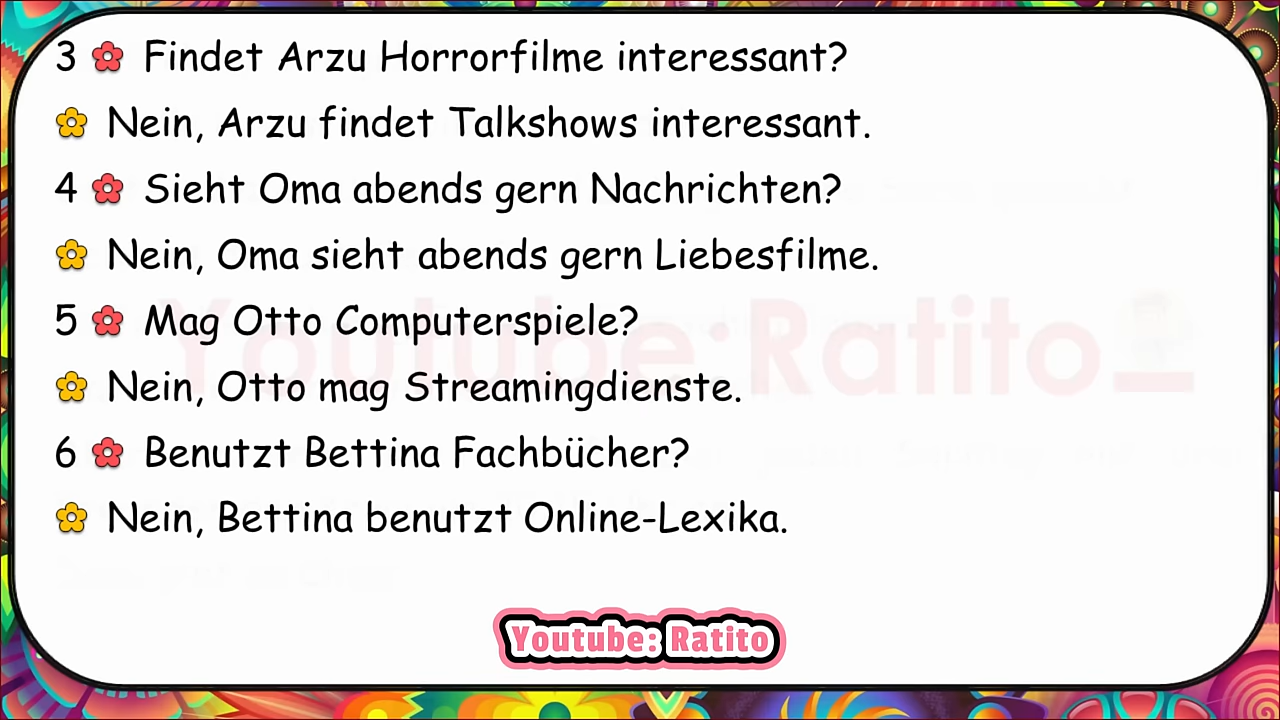 3 Findet Arzu Horrorfilme interessant?
Nein, Arzu findet Talkshows interessant.
4 Sieht Oma abends gern Nachrichten?
Nein, Oma sieht abends gern Liebesfilme.
5 Mag Otto Computerspiele?
Nein, Otto mag Streamingdienste.
6 Benutzt Bettina Fachbücher?
Nein, Bettina benutzt Online-Lexika.
Youtube:Ratito
Youtube: Ratito